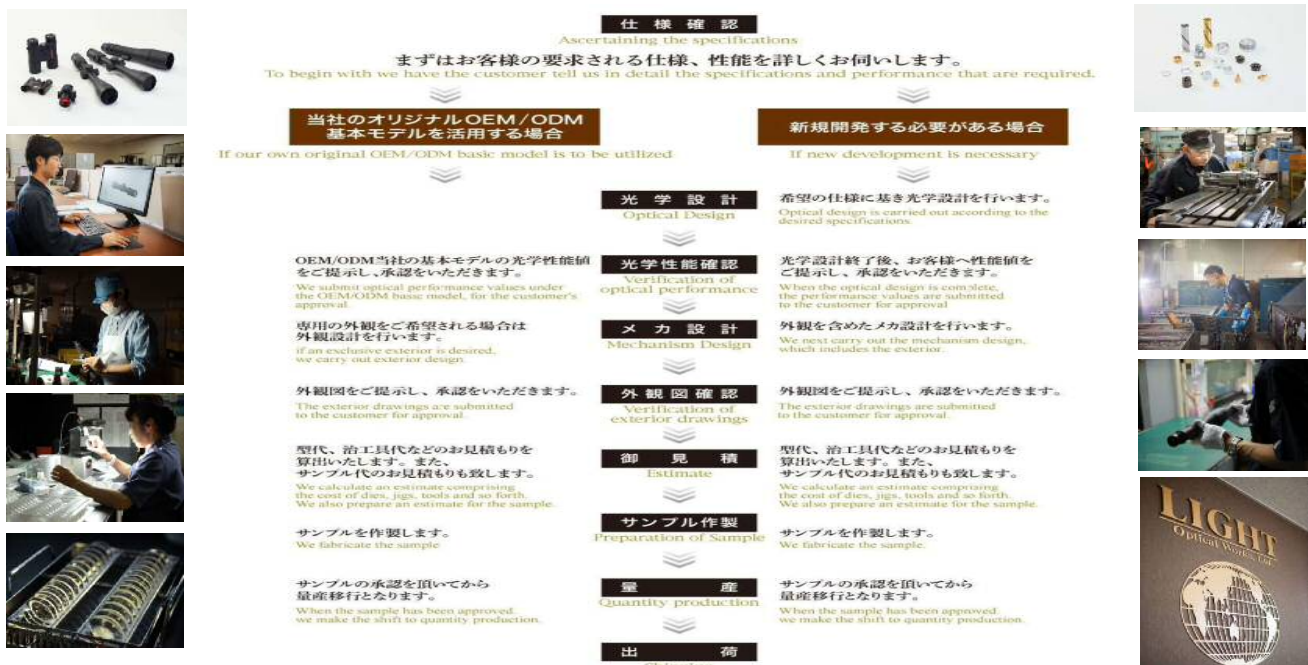 仕様確認
Ascertaining the specifications
まずはお客様の要求される仕様、性能を詳しくお伺いします。
To begin with we have the customer tell us in detail the specifications and performance that are required.
当社のオリジナルOEM/ODM
基本モデルを活用する場合
If our own original OEM/ODM basic model is to be utilized
新規開発する必要がある場合
If new development is necessary
光学設計
Optical Design
希望の仕様に基き光学設計を行います。
Optical design is carried out according to the
desired specifications.
OEM/ODM当社の基本モデルの光学性能値
をご提示し、承認をいただきます。
We submit optical performance values under
the OEM/ODM basic model, for the customer's
approval.
光学性能確認
Verification of
optical performance
光学設計終了後、お客様へ性能値を
ご提示し、承認をいただきます。
When the optical design is complete,
the performance values are submitted
to the customer for approval
専用の外観をご希望される場合は
外観設計を行います。
if an exclusive exterior is desired,
we carry out exterior design.
メカ設計
Mechanism Design
外観を含めたメカ設計を行います。
We next carry out the mechanism design,
which includes the exterior.
外観図をご提示し、承認をいただきます。
The exterior drawings are submitted
to the customer for approval.
外観図確認
Verification of
exterior drawings
外観図をご提示し、承認をいただきます。
The exterior drawings are submitted
to the customer for approval.
型代、治工具代などのお見積もりを
算出いたします。また、
サンプル代のお見積もりも致します。
We calculate an estimate comprising
the cost of dies, jigs, tools and so forth.
We also prepare an estimate for the sample.
御見積
Estimate
型代、治工具代などのお見積もりを
算出いたします。また、
サンプル代のお見積もりも致します。
We calculate an estimate comprising
the cost of dies, jigs, tools and so forth.
We also prepare an estimate for the sample.
サンプルを作製します。
We fabricate the sample
サンプル作製
Preparation of Sample
サンプルを作製します。
We fabricate the sample.
サンプルの承認を頂いてから
量産移行となります。
When the sample has been approved.
we make the shift to quantity production.
量産
Quantity production
サンプルの承認を頂いてから
量産移行となります。
When the sample has been approved.
we make the shift to quantity production.
出荷
LIGHT
Optical Works, Ltd.